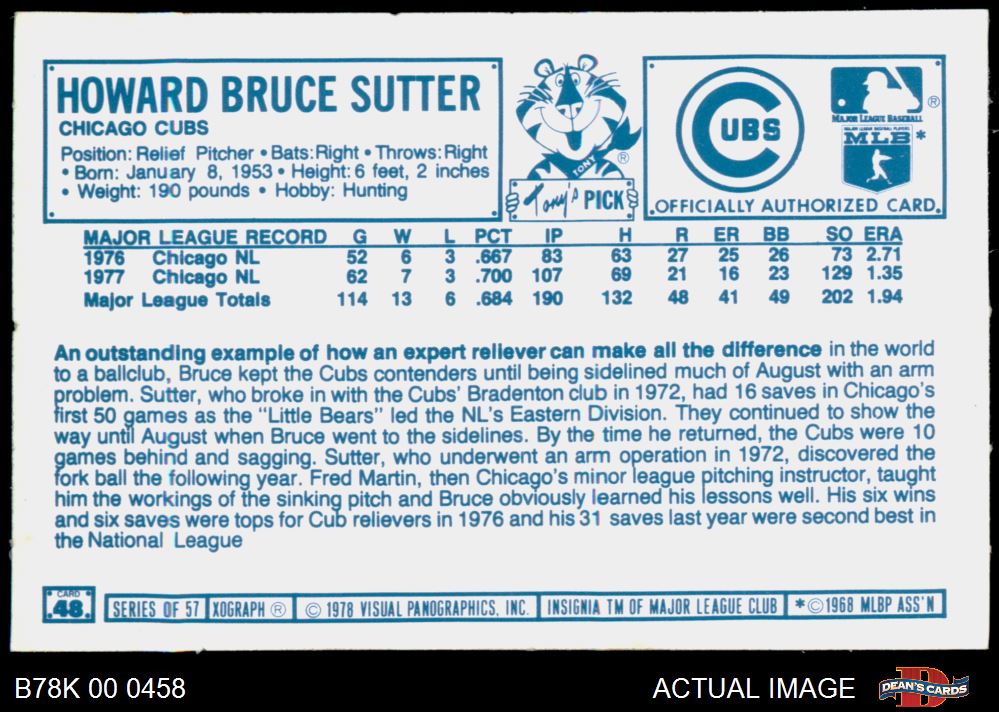 HOWARD BRUCE SUTTER
CHICAGO CUBS
Position: Relief Pitcher • Bats: Right • Throws: Right
• Born: January 8, 1953 • Height: 6 feet, 2 inches
• Weight: 190 pounds • Hobby: Hunting
TONY
®
Tony's PICK
CUBS
®
MAJOR LEAGUE BASEBALL
MAJOR LEAGUE BASEBALL PLAYERS
MLB *
OFFICIALLY AUTHORIZED CARD.
MAJOR LEAGUE RECORD G W L PCT IP H R ER BB SO ERA
1976 Chicago NL 52 6 3 .667 83 63 27 25 26 73 2.71
1977 Chicago NL 62 7 3 .700 107 69 21 16 23 129 1.35
Major League Totals 114 13 6 .684 190 132 48 41 49 202 1.94
An outstanding example of how an expert reliever can make all the difference in the world
to a ballclub, Bruce kept the Cubs contenders until being sidelined much of August with an arm
problem. Sutter, who broke in with the Cubs' Bradenton club in 1972, had 16 saves in Chicago's
first 50 games as the "Little Bears" led the NL's Eastern Division. They continued to show the
way until August when Bruce went to the sidelines. By the time he returned, the Cubs were 10
games behind and sagging. Sutter, who underwent an arm operation in 1972, discovered the
fork ball the following year. Fred Martin, then Chicago's minor league pitching instructor, taught
him the workings of the sinking pitch and Bruce obviously learned his lessons well. His six wins
and six saves were tops for Cub relievers in 1976 and his 31 saves last year were second best in
the National League
CARD
.48.
SERIES OF 57 XOGRAPH ® © 1978 VISUAL PANOGRAPHICS, INC. INSIGNIA TM OF MAJOR LEAGUE CLUB *©1968 MLBP ASS'N
B78K 00 0458
ACTUAL IMAGE
D
DEAN'S CARDS